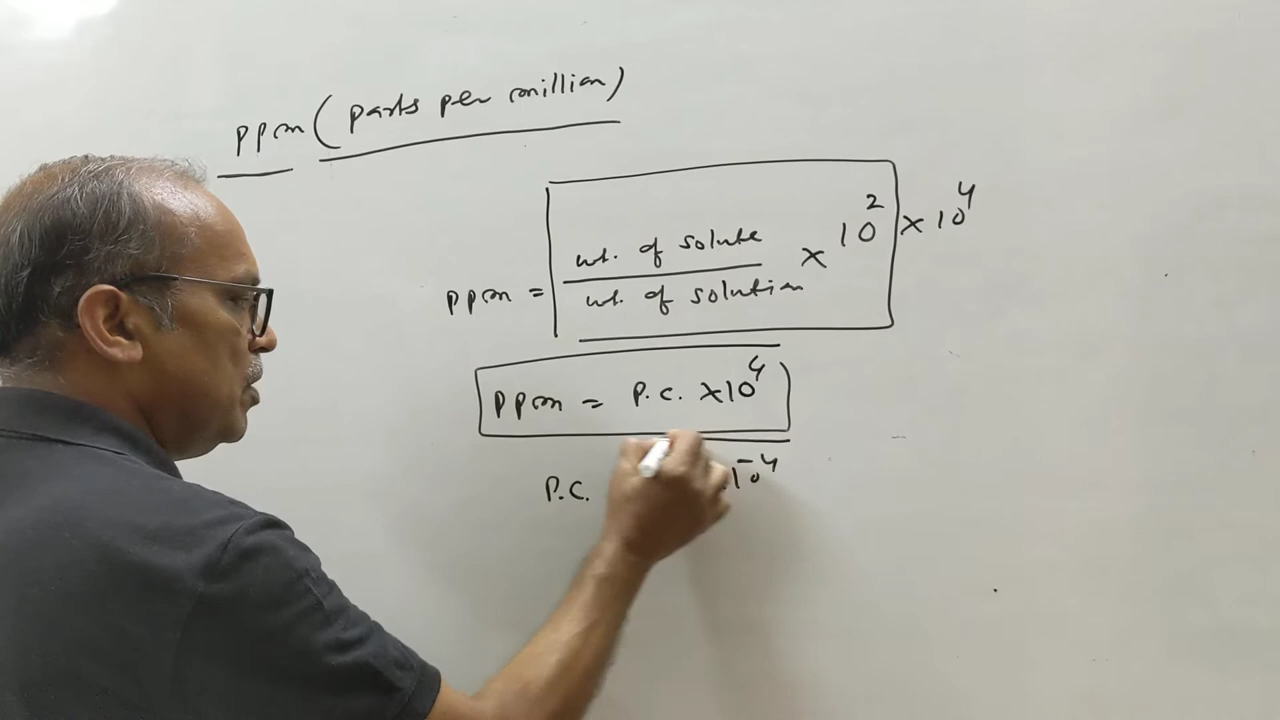 ppm (parts per million)
ppm = wt. of solute / wt. of solution × 10² × 10⁴
ppm = P.C. × 10⁴
P.C. 10⁻⁴